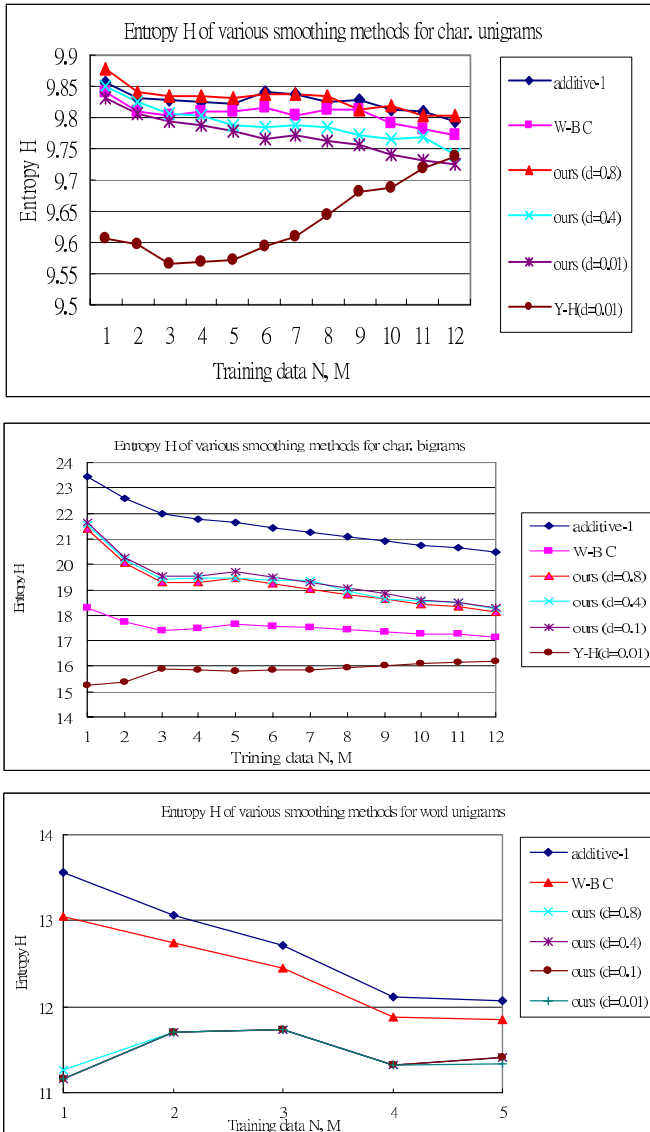 Entropy H of various smoothing methods for char. unigrams
9.9
9.85
9.8
9.75
9.7
9.65
9.6
9.55
9.5
Entropy H
1 2 3 4 5 6 7 8 9 10 11 12
Training data N, M
additive-1
W-B C
ours (d=0.8)
ours (d=0.4)
ours (d=0.01)
Y-H(d=0.01)
Entropy H of various smoothing methods for char. bigrams
24
23
22
21
20
19
18
17
16
15
14
Entropy H
1 2 3 4 5 6 7 8 9 10 11 12
Trining data N, M
additive-1
W-B C
ours (d=0.8)
ours (d=0.4)
ours (d=0.1)
Y-H(d=0.01)
Entropy H of various smoothing methods for word unigrams
14
13
12
11
Entropy H
1 2 3 4 5
Training data N, M
additive-1
W-B C
ours (d=0.8)
ours (d=0.4)
ours (d=0.1)
ours (d=0.01)